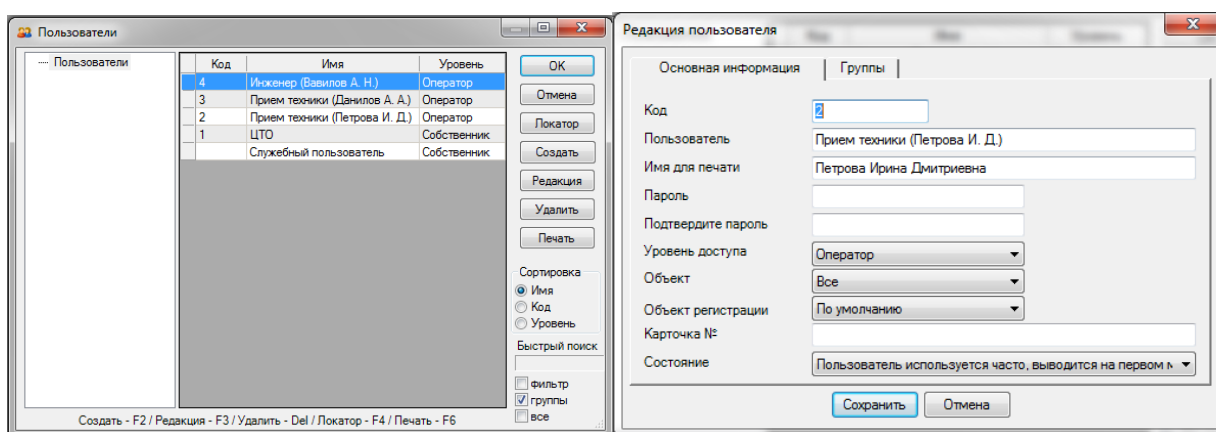 Пользователи
Пользователи
Код Имя Уровень
4 Инженер (Вавилов А. Н.) Оператор
3 Прием техники (Данилов А. А.) Оператор
2 Прием техники (Петрова И. Д.) Оператор
1 ЦТО Собственник
Служебный пользователь Собственник
OK
Отмена
Локатор
Создать
Редакция
Удалить
Печать
Сортировка
Имя
Код
Уровень
Быстрый поиск
фильтр
группы
все
Создать - F2 / Редакция - F3 / Удалить - Del / Локатор - F4 / Печать - F6
Редакция пользователя
Основная информация Группы
Код 2
Пользователь Прием техники (Петрова И. Д.)
Имя для печати Петрова Ирина Дмитриевна
Пароль
Подтвердите пароль
Уровень доступа Оператор
Объект Все
Объект регистрации По умолчанию
Карточка №
Состояние Пользователь используется часто, выводится на первом
Сохранить Отмена